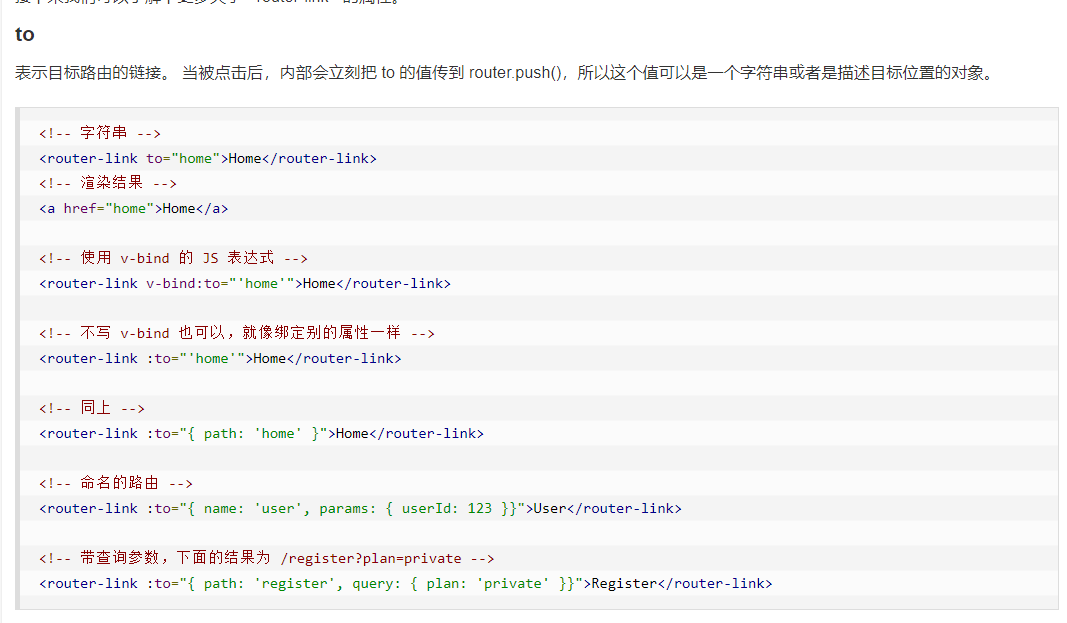 to
表示目标路由的链接。 当被点击后，内部会立刻把 to 的值传到 router.push()，所以这个值可以是一个字符串或者是描述目标位置的对象。
<!-- 字符串 -->
<router-link to="home">Home</router-link>
<!-- 渲染结果 -->
<a href="home">Home</a>
<!-- 使用 v-bind 的 JS 表达式 -->
<router-link v-bind:to="'home'">Home</router-link>
<!-- 不写 v-bind 也可以，就像绑定别的属性一样 -->
<router-link :to="'home'">Home</router-link>
<!-- 同上 -->
<router-link :to="{ path: 'home' }">Home</router-link>
<!-- 命名的路由 -->
<router-link :to="{ name: 'user', params: { userId: 123 }}">User</router-link>
<!-- 带查询参数，下面的结果为 /register?plan=private -->
<router-link :to="{ path: 'register', query: { plan: 'private' }}">Register</router-link>